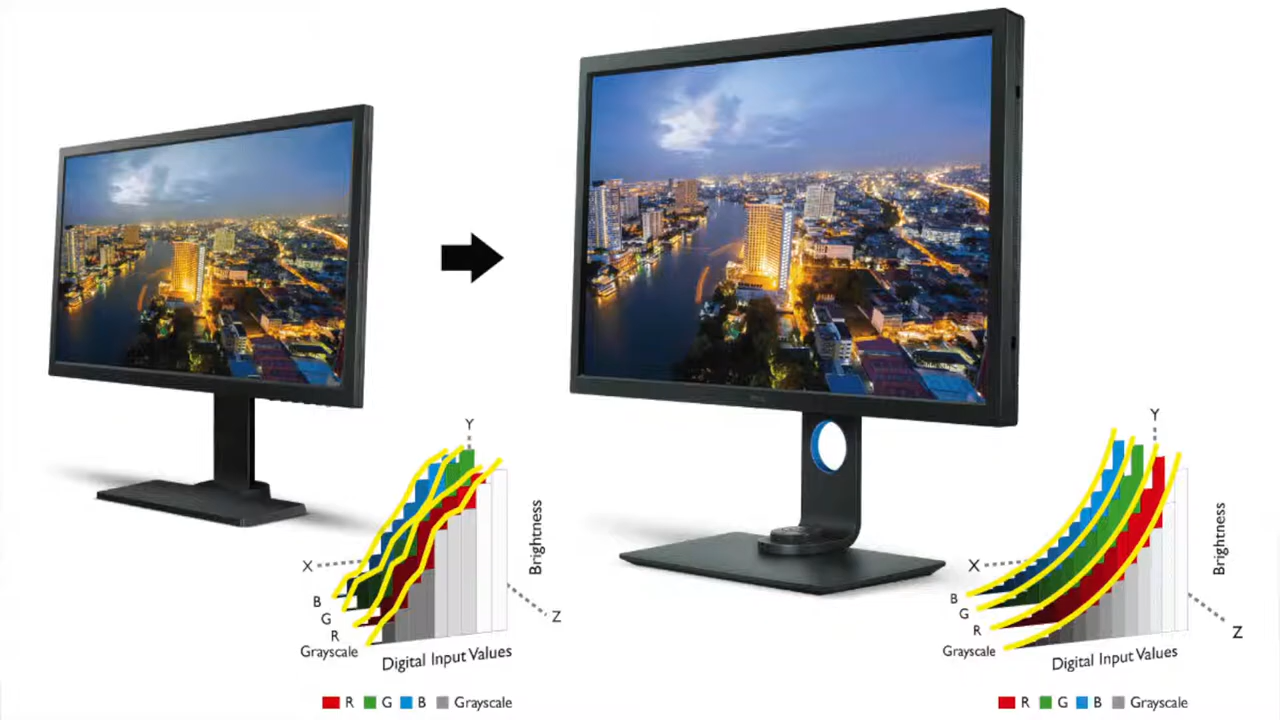 Y
X
B
G
R
Grayscale
Brightness
Z
Digital Input Values
R G B Grayscale
Y
X
B
G
R
Grayscale
Brightness
Z
Digital Input Values
R G B Grayscale